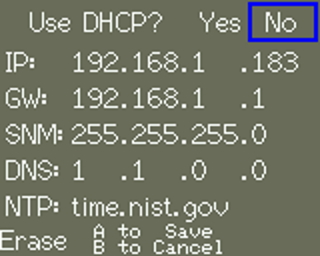 Use DHCP? Yes No
IP: 192.168.1 .183
GW: 192.168.1 .1
SNM: 255.255.255.0
DNS: 1 .1 .0 .0
NTP: time.nist.gov
Erase A to Save
B to Cancel